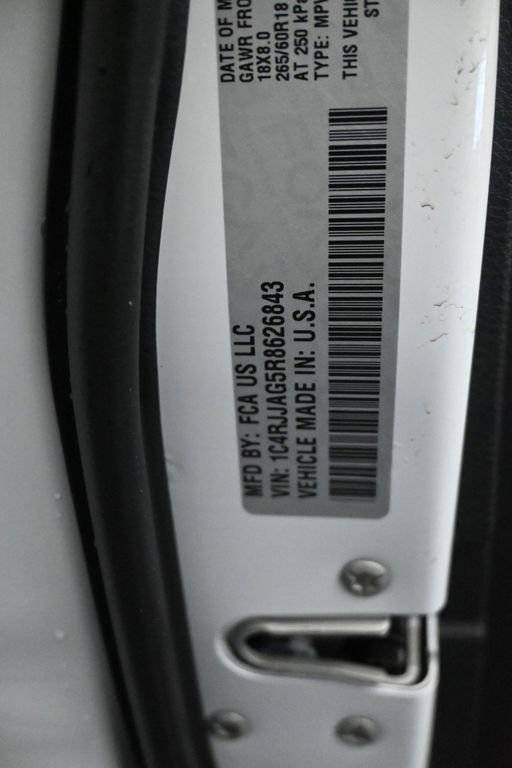 MFD BY: FCA US LLC
VIN: 1C4RJJAG5R8626843
VEHICLE MADE IN: U.S.A.
DATE OF M
GAWR FRO
18X8.0
265/60R18
AT 250 kPa
TYPE: MPV
THIS VEHIC
ST